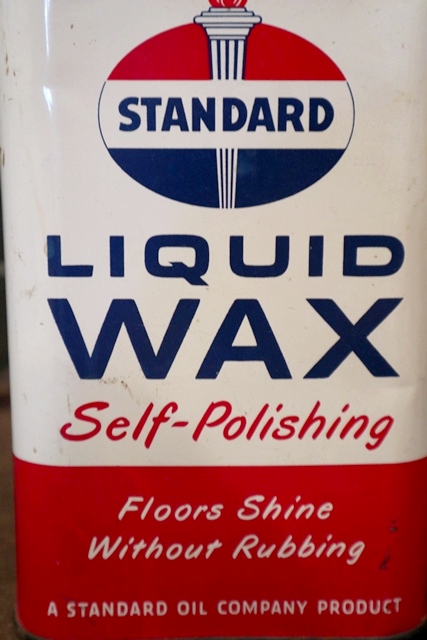 STANDARD
LIQUID
WAX
Self-Polishing
Floors Shine
Without Rubbing
A STANDARD OIL COMPANY PRODUCT